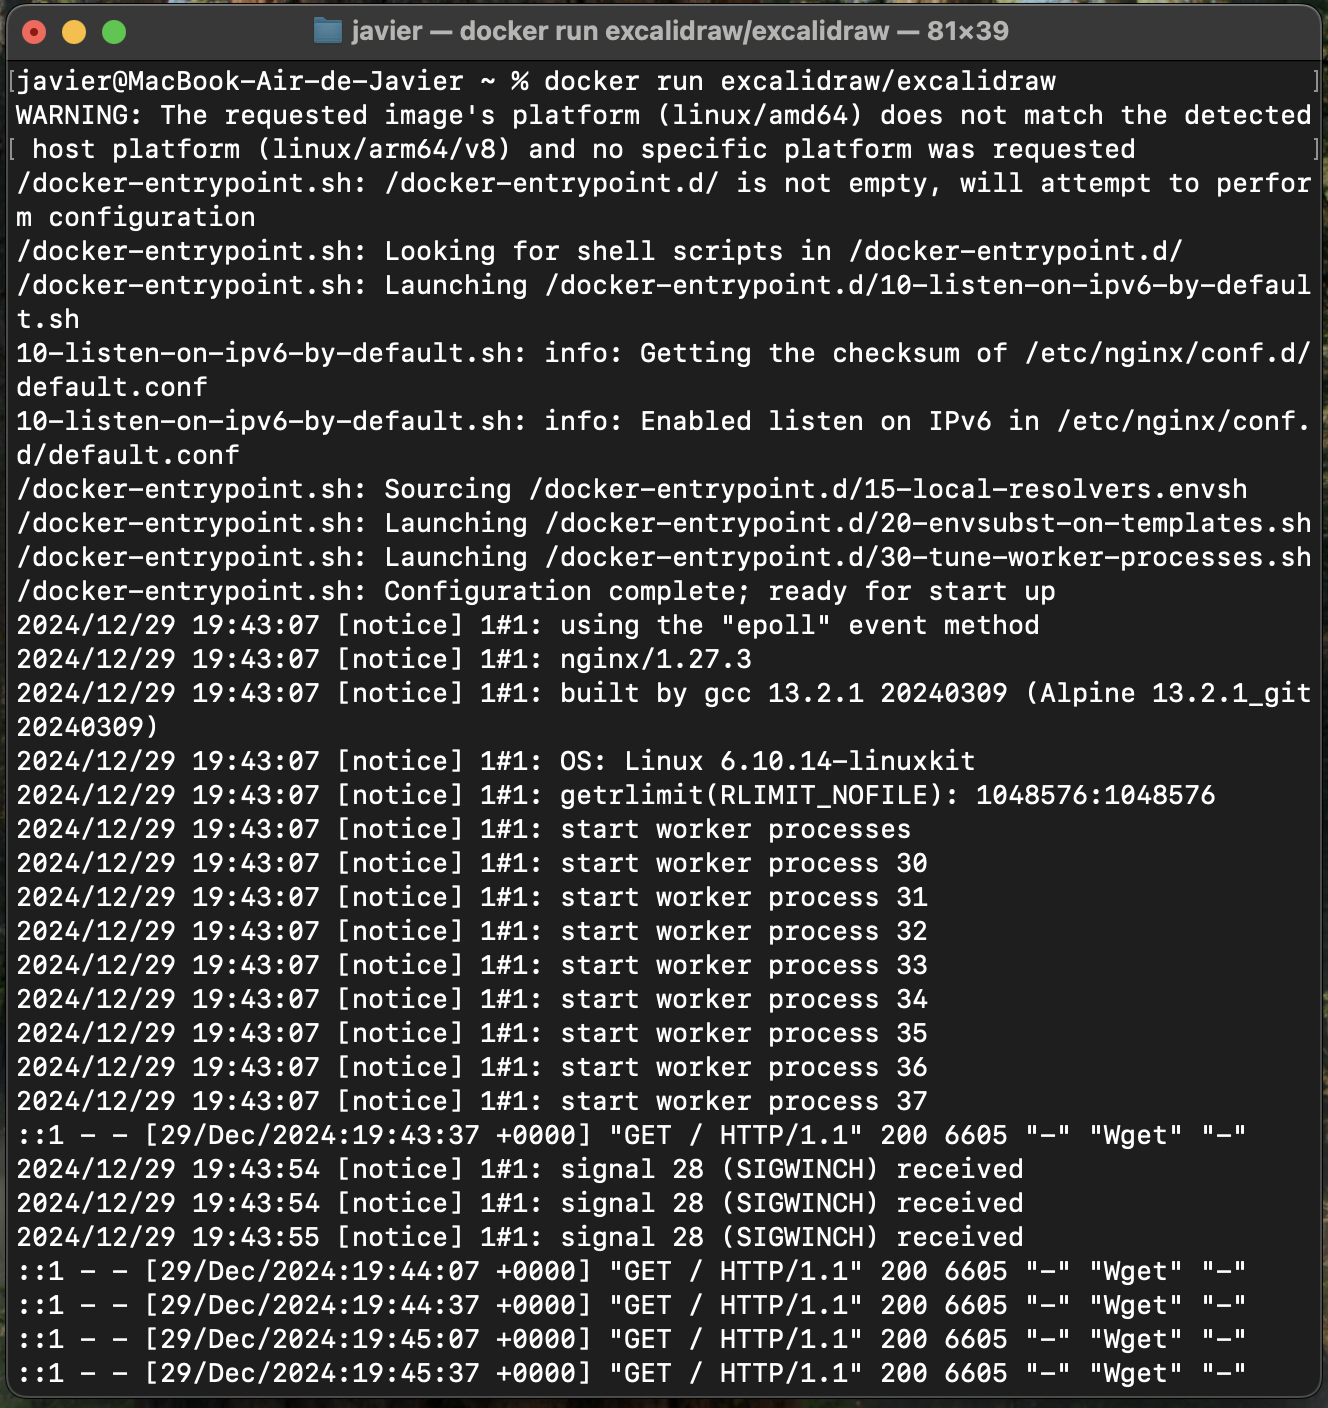 javier — docker run excalidraw/excalidraw — 81×39
[javier@MacBook-Air-de-Javier ~ % docker run excalidraw/excalidraw ]
WARNING: The requested image's platform (linux/amd64) does not match the detected
[ host platform (linux/arm64/v8) and no specific platform was requested ]
/docker-entrypoint.sh: /docker-entrypoint.d/ is not empty, will attempt to perfor
m configuration
/docker-entrypoint.sh: Looking for shell scripts in /docker-entrypoint.d/
/docker-entrypoint.sh: Launching /docker-entrypoint.d/10-listen-on-ipv6-by-defaul
t.sh
10-listen-on-ipv6-by-default.sh: info: Getting the checksum of /etc/nginx/conf.d/
default.conf
10-listen-on-ipv6-by-default.sh: info: Enabled listen on IPv6 in /etc/nginx/conf.
d/default.conf
/docker-entrypoint.sh: Sourcing /docker-entrypoint.d/15-local-resolvers.envsh
/docker-entrypoint.sh: Launching /docker-entrypoint.d/20-envsubst-on-templates.sh
/docker-entrypoint.sh: Launching /docker-entrypoint.d/30-tune-worker-processes.sh
/docker-entrypoint.sh: Configuration complete; ready for start up
2024/12/29 19:43:07 [notice] 1#1: using the "epoll" event method
2024/12/29 19:43:07 [notice] 1#1: nginx/1.27.3
2024/12/29 19:43:07 [notice] 1#1: built by gcc 13.2.1 20240309 (Alpine 13.2.1_git
20240309)
2024/12/29 19:43:07 [notice] 1#1: OS: Linux 6.10.14-linuxkit
2024/12/29 19:43:07 [notice] 1#1: getrlimit(RLIMIT_NOFILE): 1048576:1048576
2024/12/29 19:43:07 [notice] 1#1: start worker processes
2024/12/29 19:43:07 [notice] 1#1: start worker process 30
2024/12/29 19:43:07 [notice] 1#1: start worker process 31
2024/12/29 19:43:07 [notice] 1#1: start worker process 32
2024/12/29 19:43:07 [notice] 1#1: start worker process 33
2024/12/29 19:43:07 [notice] 1#1: start worker process 34
2024/12/29 19:43:07 [notice] 1#1: start worker process 35
2024/12/29 19:43:07 [notice] 1#1: start worker process 36
2024/12/29 19:43:07 [notice] 1#1: start worker process 37
::1 - - [29/Dec/2024:19:43:37 +0000] "GET / HTTP/1.1" 200 6605 "-" "Wget" "-"
2024/12/29 19:43:54 [notice] 1#1: signal 28 (SIGWINCH) received
2024/12/29 19:43:54 [notice] 1#1: signal 28 (SIGWINCH) received
2024/12/29 19:43:55 [notice] 1#1: signal 28 (SIGWINCH) received
::1 - - [29/Dec/2024:19:44:07 +0000] "GET / HTTP/1.1" 200 6605 "-" "Wget" "-"
::1 - - [29/Dec/2024:19:44:37 +0000] "GET / HTTP/1.1" 200 6605 "-" "Wget" "-"
::1 - - [29/Dec/2024:19:45:07 +0000] "GET / HTTP/1.1" 200 6605 "-" "Wget" "-"
::1 - - [29/Dec/2024:19:45:37 +0000] "GET / HTTP/1.1" 200 6605 "-" "Wget" "-"